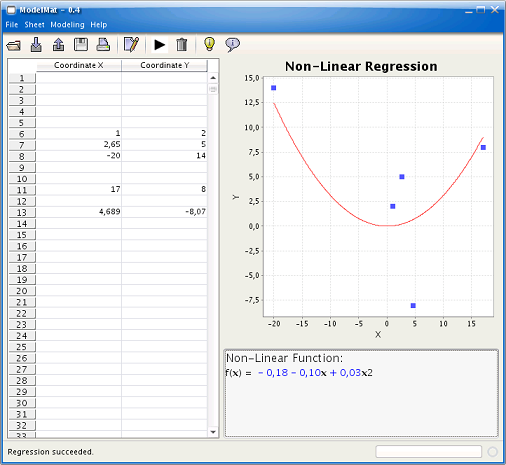 ModelMat - 0.4
File Sheet Modeling Help
Coordinate X Coordinate Y
1
2
3
4
5
6 1 2
7 2,65 5
8 -20 14
9
10
11 17 8
12
13 4,689 -8,07
14
15
16
17
18
19
20
21
22
23
24
25
26
27
28
29
30
31
32
33
Non-Linear Regression
15,0
12,5
10,0
7,5
5,0
2,5
0,0
-2,5
-5,0
-7,5
Y
-20 -15 -10 -5 0 5 10 15
X
Non-Linear Function:
f(x) = - 0,18 - 0,10x + 0,03x2
Regression succeeded.